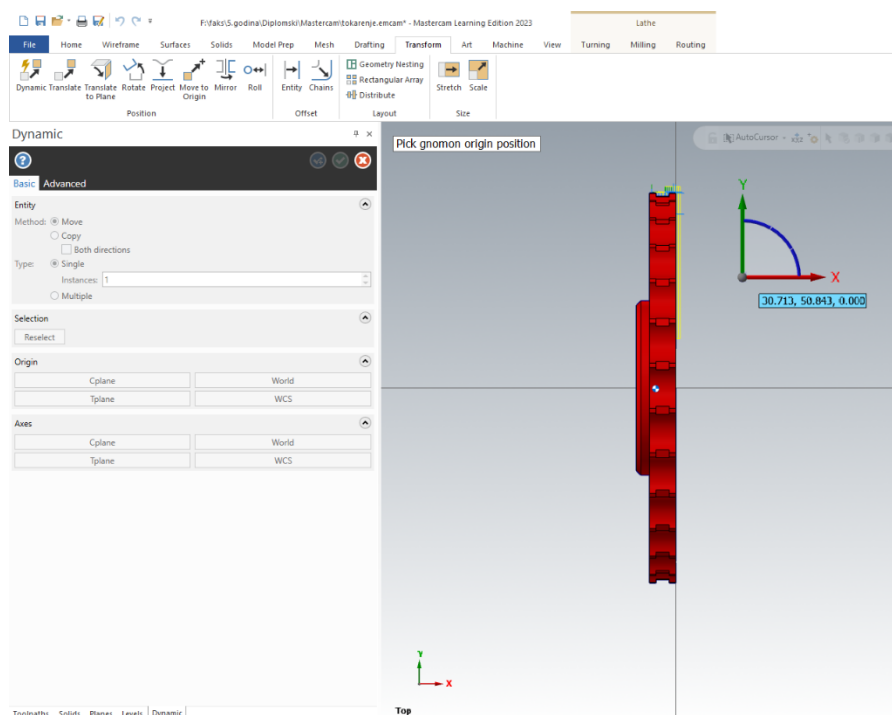 F:\faks\5.godina\Diplomski\Mastercam\tokarenje.emcam* - Mastercam Learning Edition 2023
Lathe
File Home Wireframe Surfaces Solids Model Prep Mesh Drafting Transform Art Machine View Turning Milling Routing
Dynamic Translate Translate to Plane Rotate Project Move to Origin Mirror Roll
Position
Entity Chains
Offset
Geometry Nesting
Rectangular Array
Distribute
Layout
Stretch Scale
Size
Dynamic
Basic Advanced
Entity
Method: Move
Copy
Both directions
Type: Single
Instances: 1
Multiple
Selection
Reselect
Origin
Cplane World
Tplane WCS
Axes
Cplane World
Tplane WCS
Pick gnomon origin position
AutoCursor
Y
X
30.713, 50.843, 0.000
Y
X
Top
Toolpaths Solids Planes Levels Dynamic